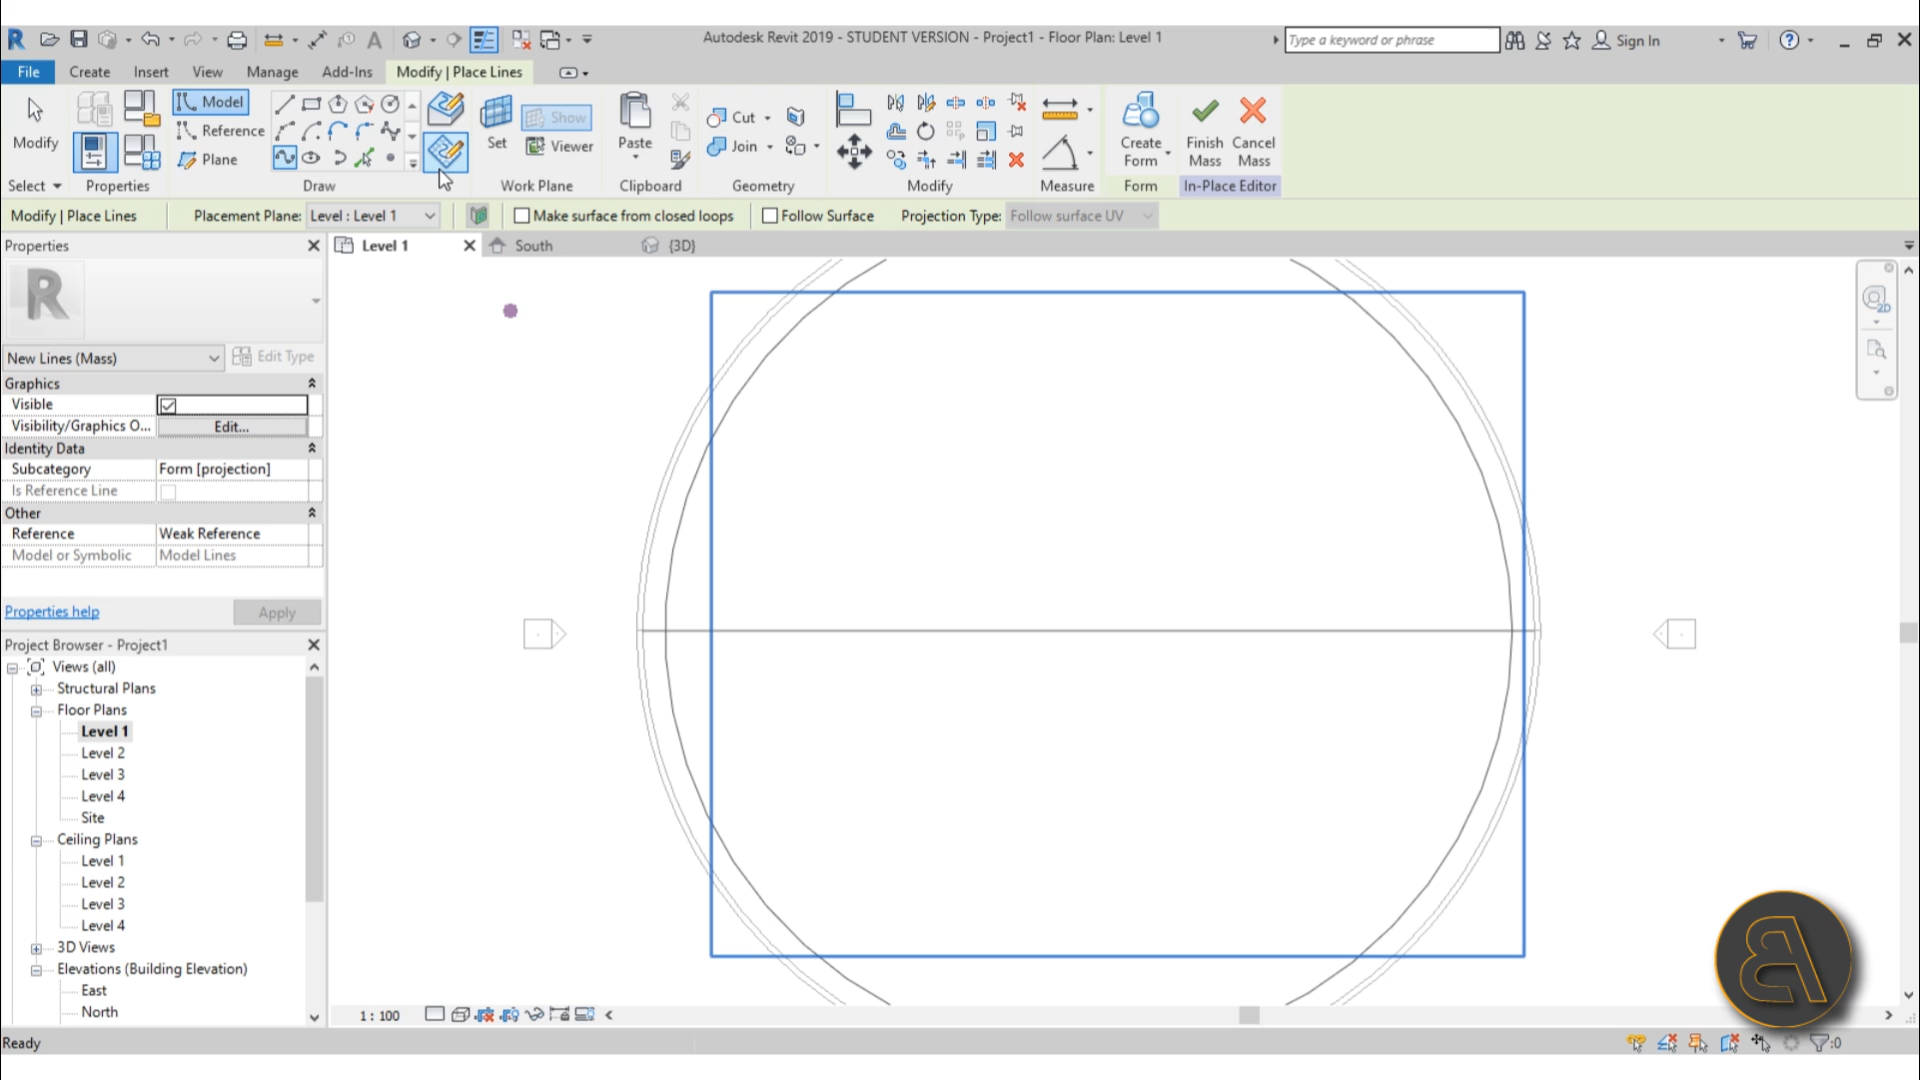 Autodesk Revit 2019 - STUDENT VERSION - Project1 - Floor Plan: Level 1
Type a keyword or phrase
Sign In
File Create Insert View Manage Add-Ins Modify | Place Lines
Modify
Model
Reference
Plane
Set
Show
Viewer
Paste
Cut
Join
Create Form
Finish Mass
Cancel Mass
Select Properties Draw Work Plane Clipboard Geometry Modify Measure Form In-Place Editor
Modify | Place Lines Placement Plane: Level : Level 1 Make surface from closed loops Follow Surface Projection Type: Follow surface UV
Properties
Level 1 South {3D}
R
2D
New Lines (Mass) Edit Type
Graphics
Visible
Visibility/Graphics O... Edit...
Identity Data
Subcategory Form [projection]
Is Reference Line
Other
Reference Weak Reference
Model or Symbolic Model Lines
Properties help Apply
Project Browser - Project1
Views (all)
Structural Plans
Floor Plans
Level 1
Level 2
Level 3
Level 4
Site
Ceiling Plans
Level 1
Level 2
Level 3
Level 4
3D Views
Elevations (Building Elevation)
East
North
1 : 100
Ready
:0